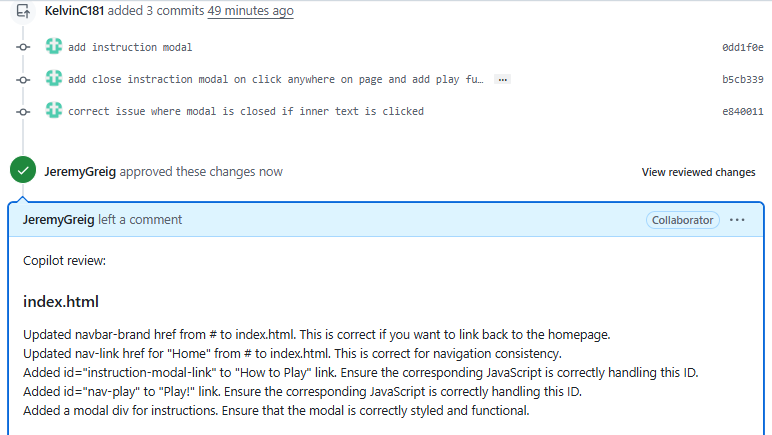 KelvinC181 added 3 commits 49 minutes ago
add instruction modal 0dd1f0e
add close instraction modal on click anywhere on page and add play fu… ... b5cb339
correct issue where modal is closed if inner text is clicked e840011
JeremyGreig approved these changes now View reviewed changes
JeremyGreig left a comment Collaborator ...
Copilot review:
index.html
Updated navbar-brand href from # to index.html. This is correct if you want to link back to the homepage.
Updated nav-link href for "Home" from # to index.html. This is correct for navigation consistency.
Added id="instruction-modal-link" to "How to Play" link. Ensure the corresponding JavaScript is correctly handling this ID.
Added id="nav-play" to "Play!" link. Ensure the corresponding JavaScript is correctly handling this ID.
Added a modal div for instructions. Ensure that the modal is correctly styled and functional.